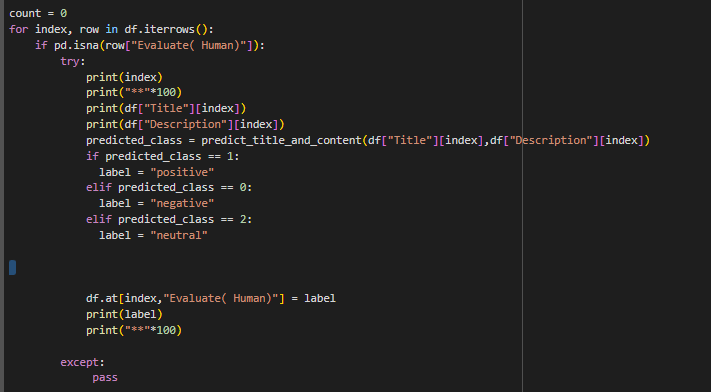 count = 0
for index, row in df.iterrows():
    if pd.isna(row["Evaluate( Human)"]):
        try:
            print(index)
            print("**"*100)
            print(df["Title"][index])
            print(df["Description"][index])
            predicted_class = predict_title_and_content(df["Title"][index],df["Description"][index])
            if predicted_class == 1:
              label = "positive"
            elif predicted_class == 0:
              label = "negative"
            elif predicted_class == 2:
              label = "neutral"
            df.at[index,"Evaluate( Human)"] = label
            print(label)
            print("**"*100)
        except:
             pass